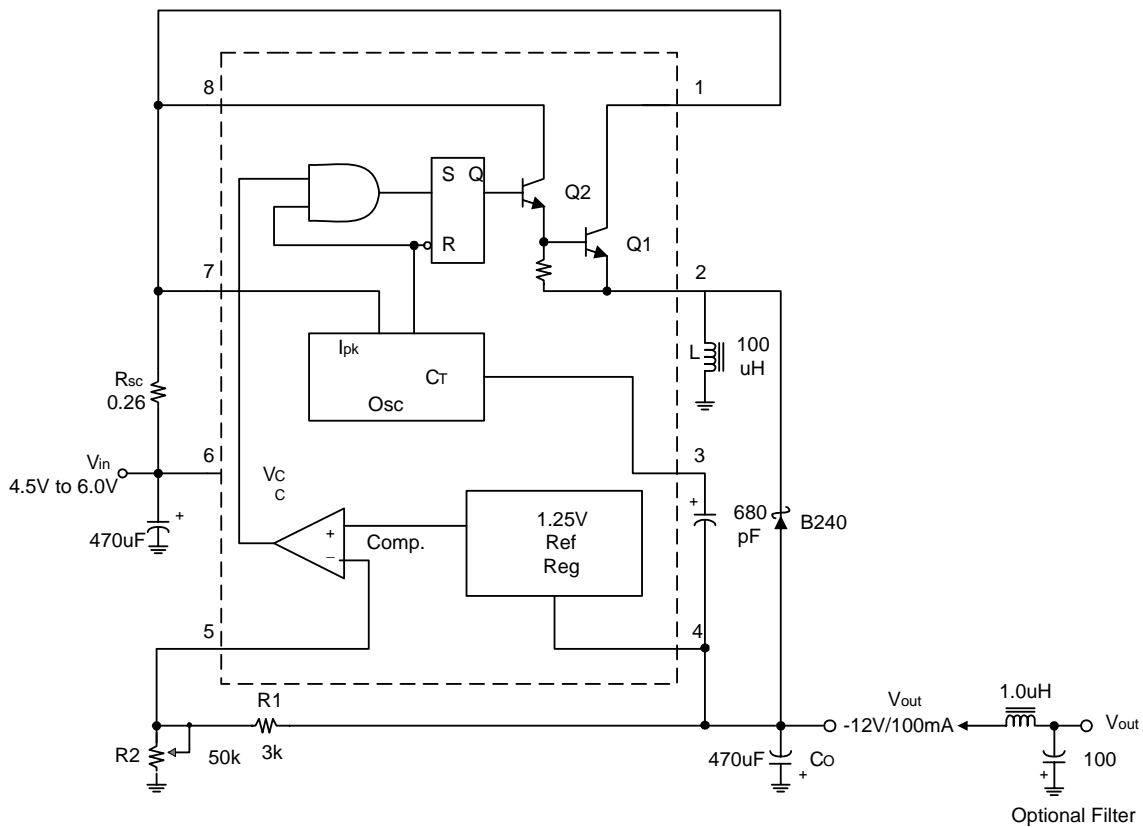 8
1
S Q
Q2
R
Q1
7
2
Ipk
CT
Osc
L
100
uH
Rsc
0.26
Vin
4.5V to 6.0V
6
VC
C
3
470uF
+
+
−
Comp.
1.25V
Ref
Reg
+
680
pF
B240
5
4
R1
3k
R2
50k
Vout
-12V/100mA
1.0uH
Vout
470uF
+
CO
100
+
Optional Filter